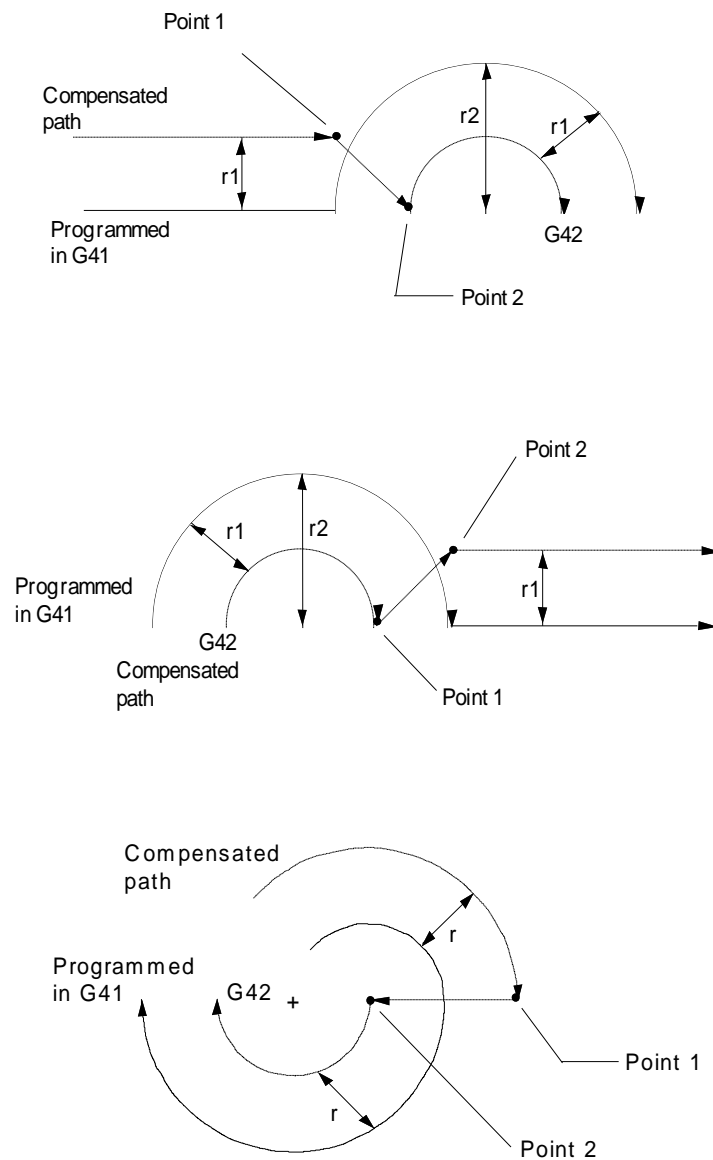 Point 1
Compensated
path
r2
r1
r1
Programmed
in G41
G42
Point 2
Point 2
r1
r2
r1
Programmed
in G41
G42
Compensated
path
Point 1
Compensated
path
r
Programmed
in G41
G42
+
Point 1
r
Point 2